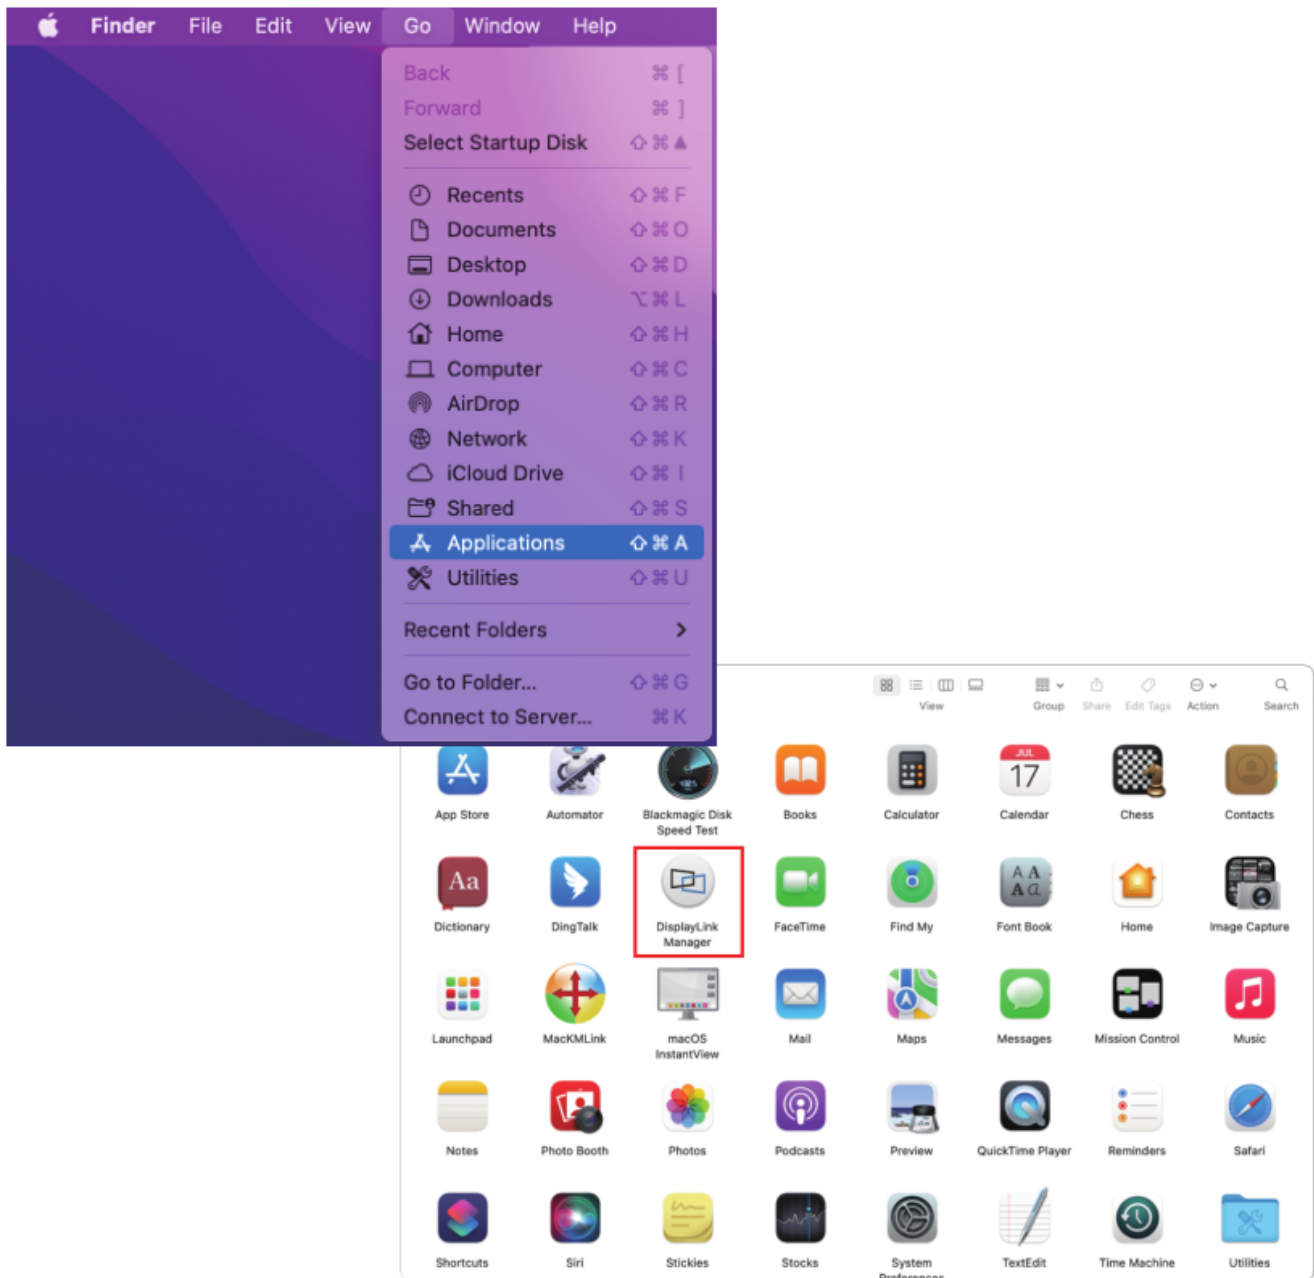 Finder File Edit View Go Window Help
Back ⌘ [
Forward ⌘ ]
Select Startup Disk ⇧⌘▲
Recents ⇧⌘F
Documents ⇧⌘O
Desktop ⇧⌘D
Downloads ⌥⌘L
Home ⇧⌘H
Computer ⇧⌘C
AirDrop ⇧⌘R
Network ⇧⌘K
iCloud Drive ⇧⌘I
Shared ⇧⌘S
Applications ⇧⌘A
Utilities ⇧⌘U
Recent Folders
Go to Folder... ⇧⌘G
Connect to Server... ⌘K
View Group Share Edit Tags Action Search
JUL
17
App Store Automator Blackmagic Disk Books Calculator Calendar Chess Contacts
Speed Test
Aa
A A
A a
Dictionary DingTalk DisplayLink FaceTime Find My Font Book Home Image Capture
Manager
Launchpad MacKMLink macOS Mail Maps Messages Mission Control Music
InstantView
Notes Photo Booth Photos Podcasts Preview QuickTime Player Reminders Safari
Shortcuts Siri Stickies Stocks System TextEdit Time Machine Utilities
Preferences